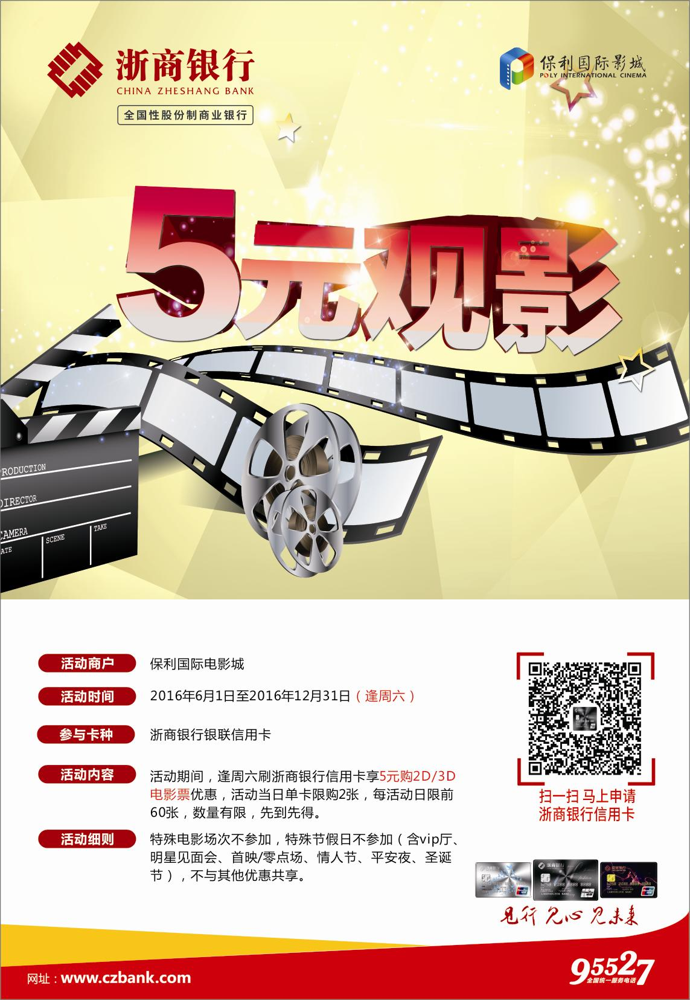 浙商银行
CHINA ZHESHANG BANK
全国性股份制商业银行
保利国际影城
POLY INTERNATIONAL CINEMA
5元观影
RODUCTION
DIRECTOR
CAMERA
ATE
SCENE
TAKE
活动商户
保利国际电影城
活动时间
2016年6月1日至2016年12月31日（逢周六）
参与卡种
浙商银行银联信用卡
活动内容
活动期间，逢周六刷浙商银行信用卡享5元购2D/3D
电影票优惠，活动当日单卡限购2张，每活动日限前
60张，数量有限，先到先得。
活动细则
特殊电影场次不参加，特殊节假日不参加（含vip厅、
明星见面会、首映/零点场、情人节、平安夜、圣诞
节），不与其他优惠共享。
扫一扫 马上申请
浙商银行信用卡
浙商银行
见行 见心 见未来
网址：www.czbank.com
95527
全国统一服务电话